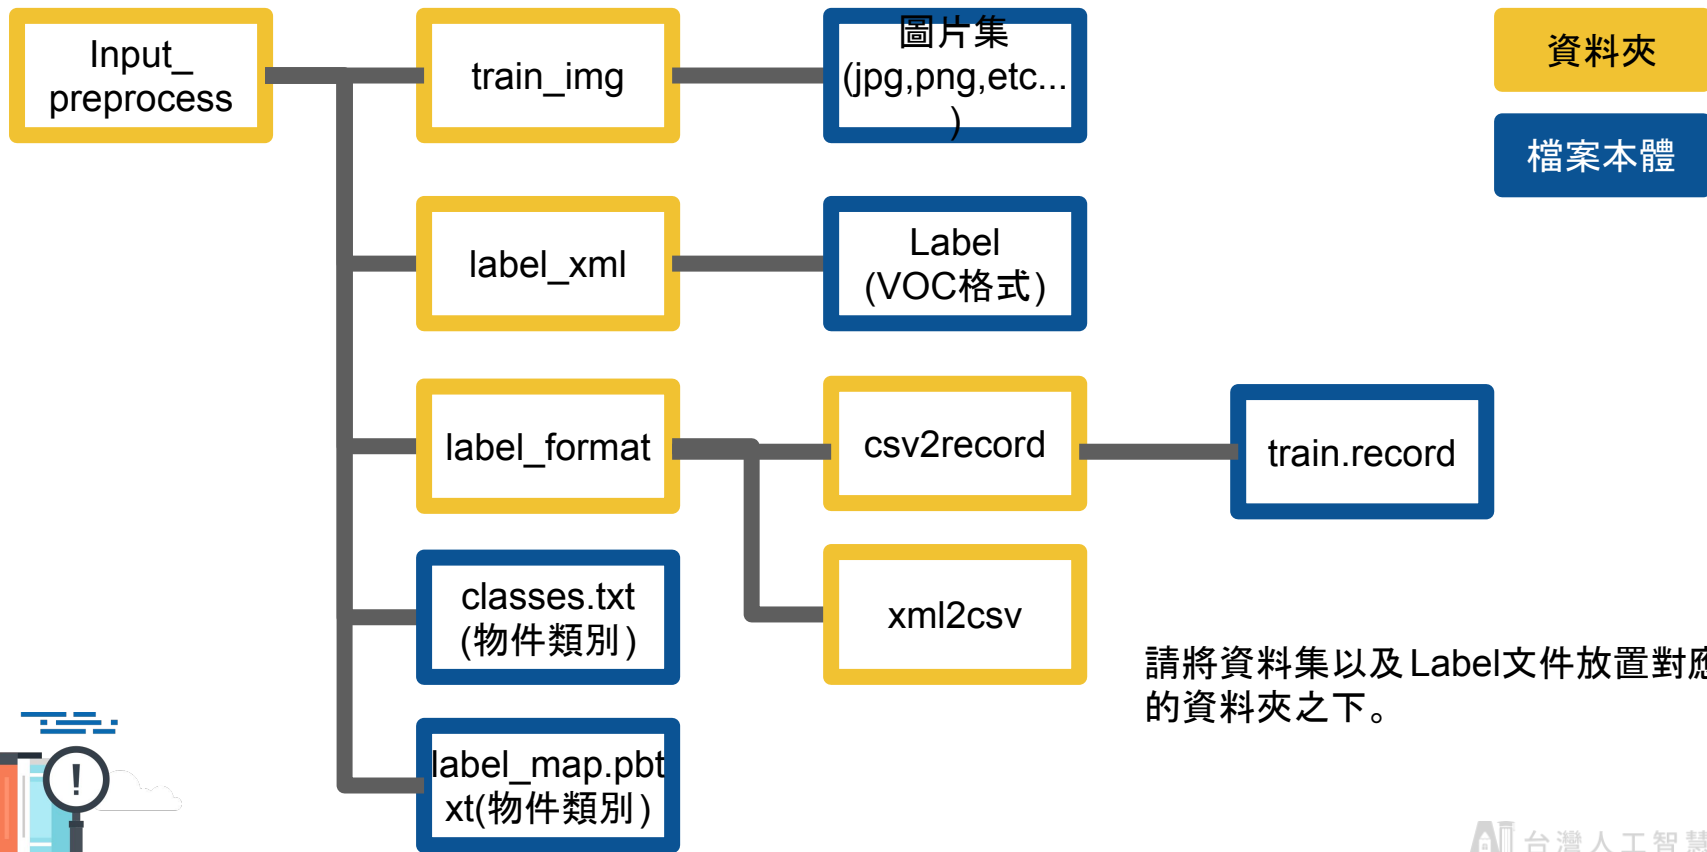 Input_
preprocess
train_img
圖片集
(jpg,png,etc...
)
資料夾
檔案本體
label_xml
Label
(VOC格式)
label_format
csv2record
train.record
classes.txt
(物件類別)
xml2csv
請將資料集以及Label文件放置對應
的資料夾之下。
label_map.pbt
xt(物件類別)
!
AI 台灣人工智慧